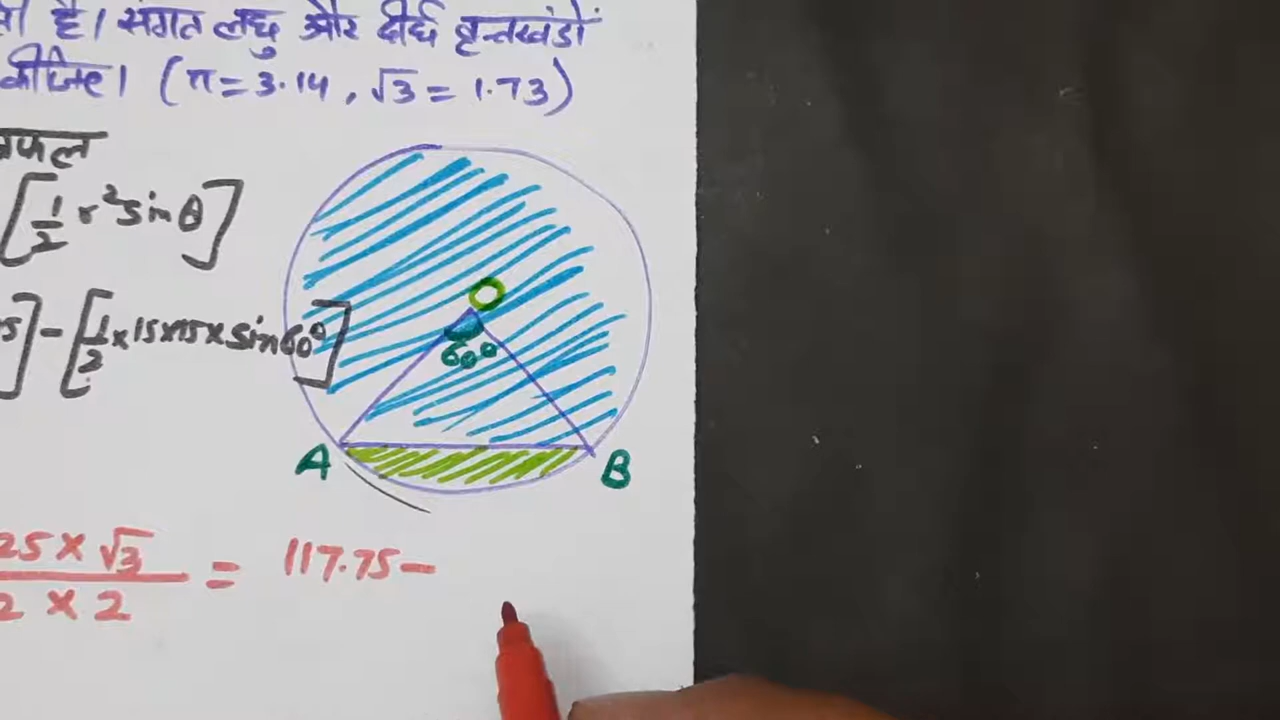 है। संगत लघु और दीर्घ वृत्तखंडों
कीजिए। (π = 3.14, √3 = 1.73)
[1/2 r² sin θ]
5] - [1/2 × 15×15 × sin 60°]
O
60°
A
B
25 × √3 / 2 × 2 = 117.75 -